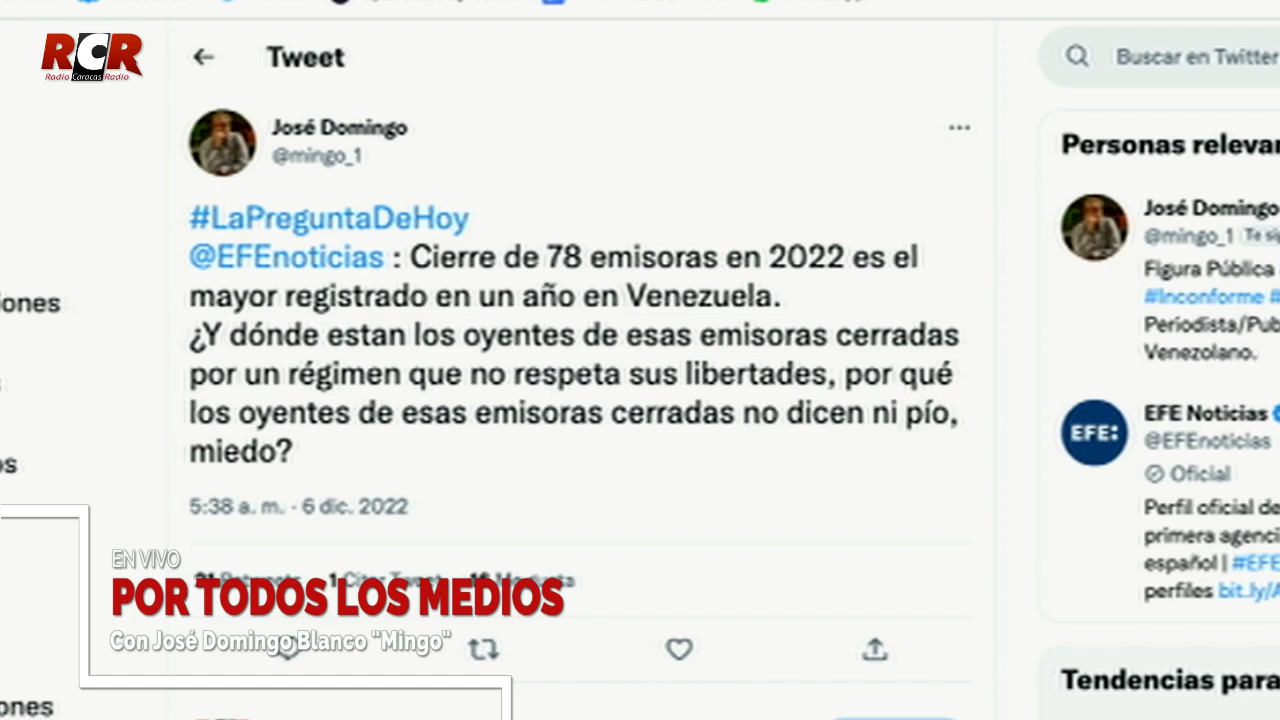 RCR
Radio Caracas Radio
Tweet
Buscar en Twitter
José Domingo
@mingo_1
#LaPreguntaDeHoy
@EFEnoticias : Cierre de 78 emisoras en 2022 es el
mayor registrado en un año en Venezuela.
¿Y dónde estan los oyentes de esas emisoras cerradas
por un régimen que no respeta sus libertades, por qué
los oyentes de esas emisoras cerradas no dicen ni pío,
miedo?
5:38 a. m. · 6 dic. 2022
Personas relevan
José Domingo
@mingo_1 Te sig
Figura Pública
#Inconforme #
Periodista/Pub
Venezolano.
EFE Noticias
@EFEnoticias
Oficial
Perfil oficial de
primera agenci
español | #EFE
perfiles bit.ly/A
Tendencias para
iones
os
ones
EN VIVO
POR TODOS LOS MEDIOS
Con José Domingo Blanco "Mingo"